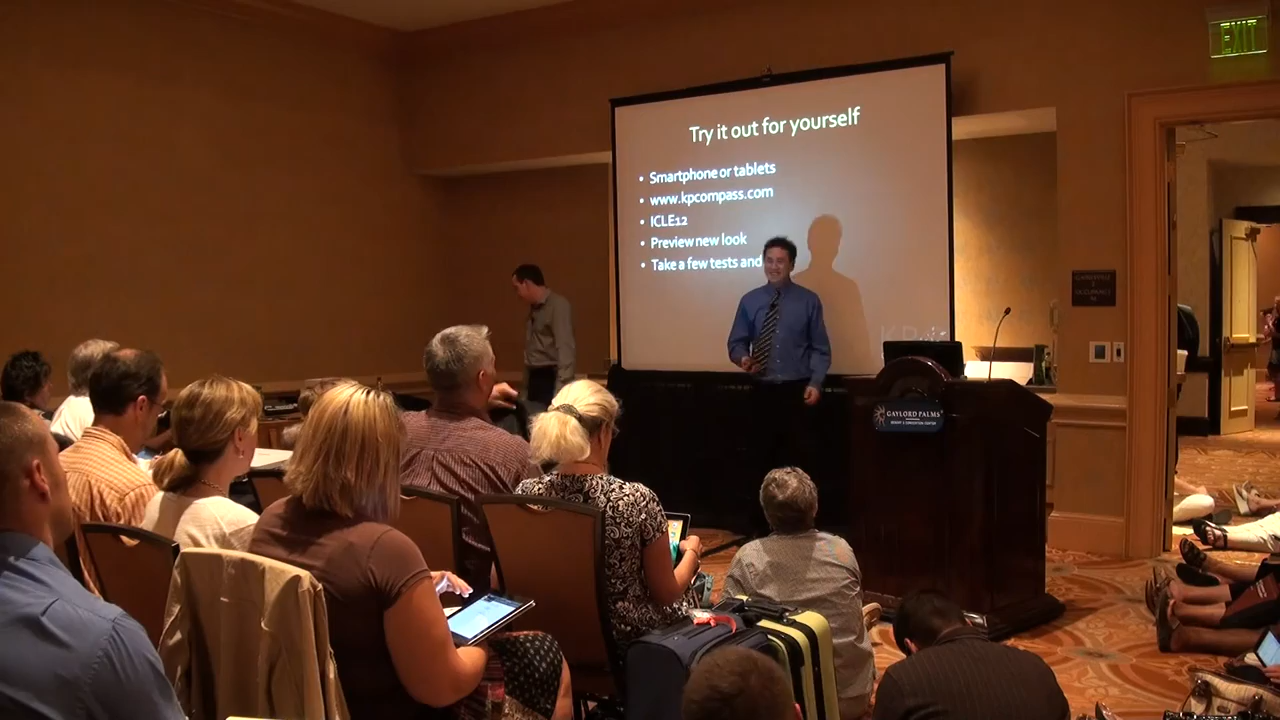 EXIT
Try it out for yourself
• Smartphone or tablets
• www.kpcompass.com
• ICLE12
• Preview new look
• Take a few tests and
GAYLORD PALMS